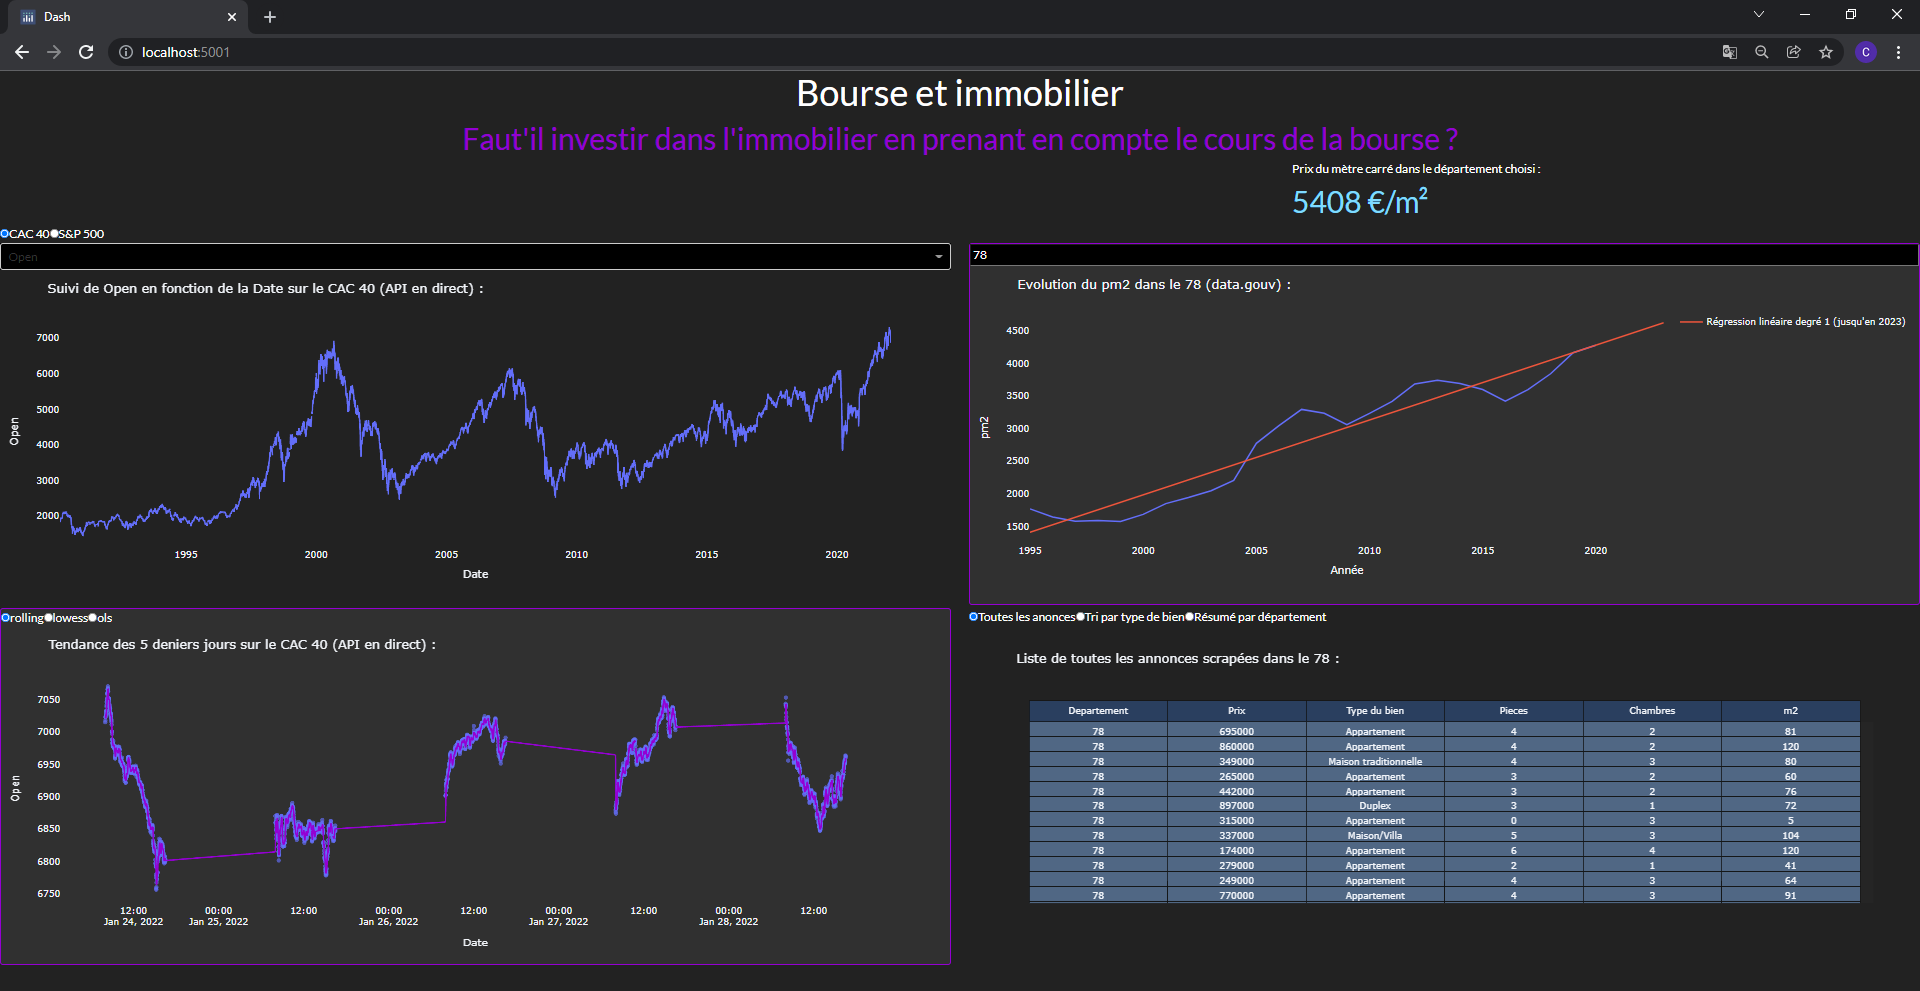 Dash
localhost:5001
C
Bourse et immobilier
Faut'il investir dans l'immobilier en prenant en compte le cours de la bourse ?
Prix du mètre carré dans le département choisi :
5408 €/m²
CAC 40 S&P 500
Open
Suivi de Open en fonction de la Date sur le CAC 40 (API en direct) :
7000
6000
5000
4000
3000
2000
Open
1995 2000 2005 2010 2015 2020
Date
78
Evolution du pm2 dans le 78 (data.gouv) :
Régression linéaire degré 1 (jusqu'en 2023)
4500
4000
3500
3000
2500
2000
1500
pm2
1995 2000 2005 2010 2015 2020
Année
rolling lowess ols
Tendance des 5 deniers jours sur le CAC 40 (API en direct) :
7050
7000
6950
6900
6850
6800
6750
Open
12:00 00:00 12:00 00:00 12:00 00:00 12:00 00:00 12:00
Jan 24, 2022 Jan 25, 2022 Jan 26, 2022 Jan 27, 2022 Jan 28, 2022
Date
Toutes les anonces Tri par type de bien Résumé par département
Liste de toutes les annonces scrapées dans le 78 :
Departement Prix Type du bien Pieces Chambres m2
78 695000 Appartement 4 2 81
78 860000 Appartement 4 2 120
78 349000 Maison traditionnelle 4 3 80
78 265000 Appartement 3 2 60
78 442000 Appartement 3 2 76
78 897000 Duplex 3 1 72
78 315000 Appartement 0 3 5
78 337000 Maison/Villa 5 3 104
78 174000 Appartement 6 4 120
78 279000 Appartement 2 1 41
78 249000 Appartement 4 3 64
78 770000 Appartement 4 3 91